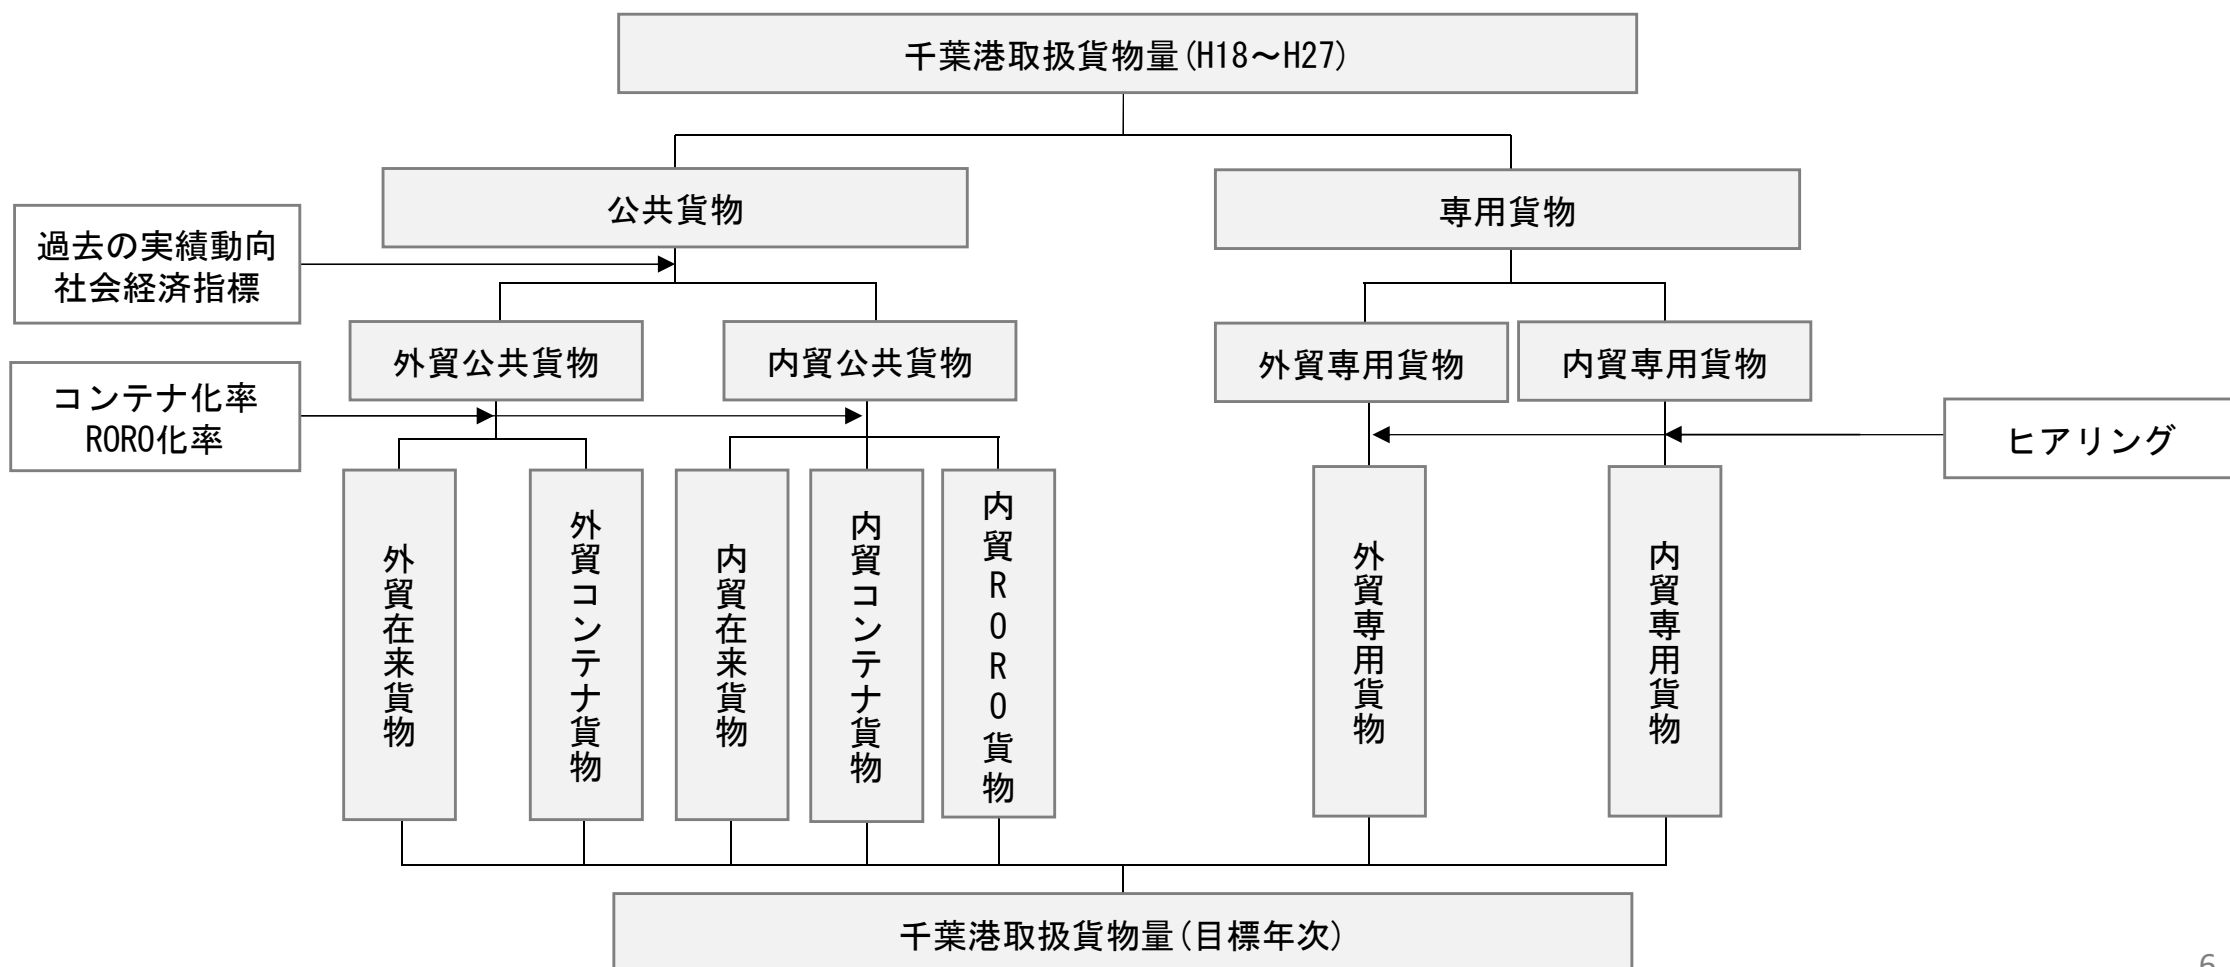 千葉港取扱貨物量(H18～H27)
公共貨物
専用貨物
過去の実績動向
社会経済指標
外貿公共貨物
内貿公共貨物
外貿専用貨物
内貿専用貨物
コンテナ化率
RORO化率
ヒアリング
外貿在来貨物
外貿コンテナ貨物
内貿在来貨物
内貿コンテナ貨物
内貿RORO貨物
外貿専用貨物
内貿専用貨物
千葉港取扱貨物量(目標年次)
6